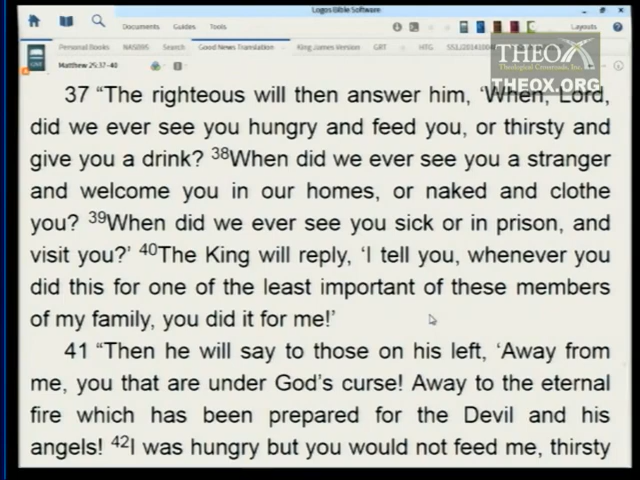 Logos Bible Software
Documents Guides Tools
Layouts
Personal Books NASB95 Search Good News Translation King James Version GRT HTG
THEOX
THEOX.ORG
Matthew 25:37-40
37 “The righteous will then answer him, ‘When, Lord,
did we ever see you hungry and feed you, or thirsty and
give you a drink? 38When did we ever see you a stranger
and welcome you in our homes, or naked and clothe
you? 39When did we ever see you sick or in prison, and
visit you?’ 40The King will reply, ‘I tell you, whenever you
did this for one of the least important of these members
of my family, you did it for me!’
41 “Then he will say to those on his left, ‘Away from
me, you that are under God’s curse! Away to the eternal
fire which has been prepared for the Devil and his
angels! 42I was hungry but you would not feed me, thirsty